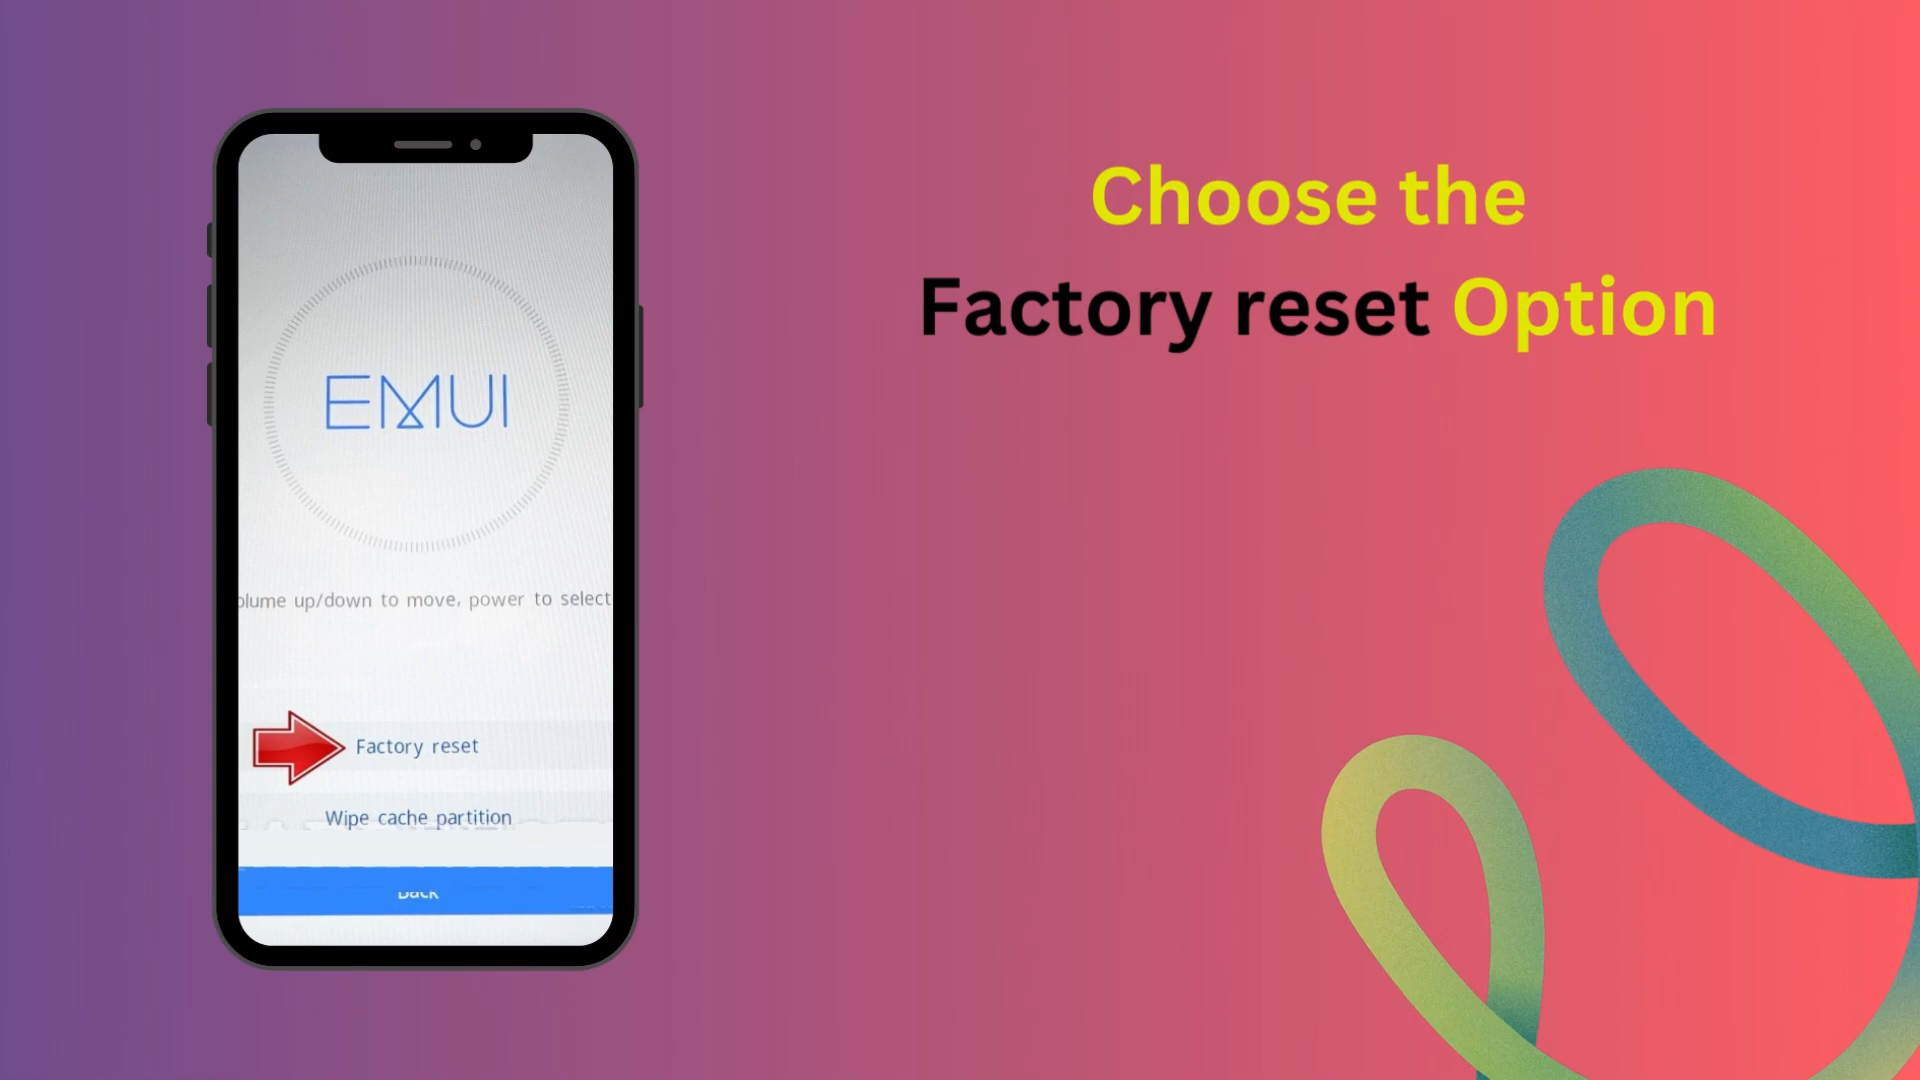 Choose the
Factory reset Option
EMUI
olume up/down to move, power to select
Factory reset
Wipe cache partition
Back